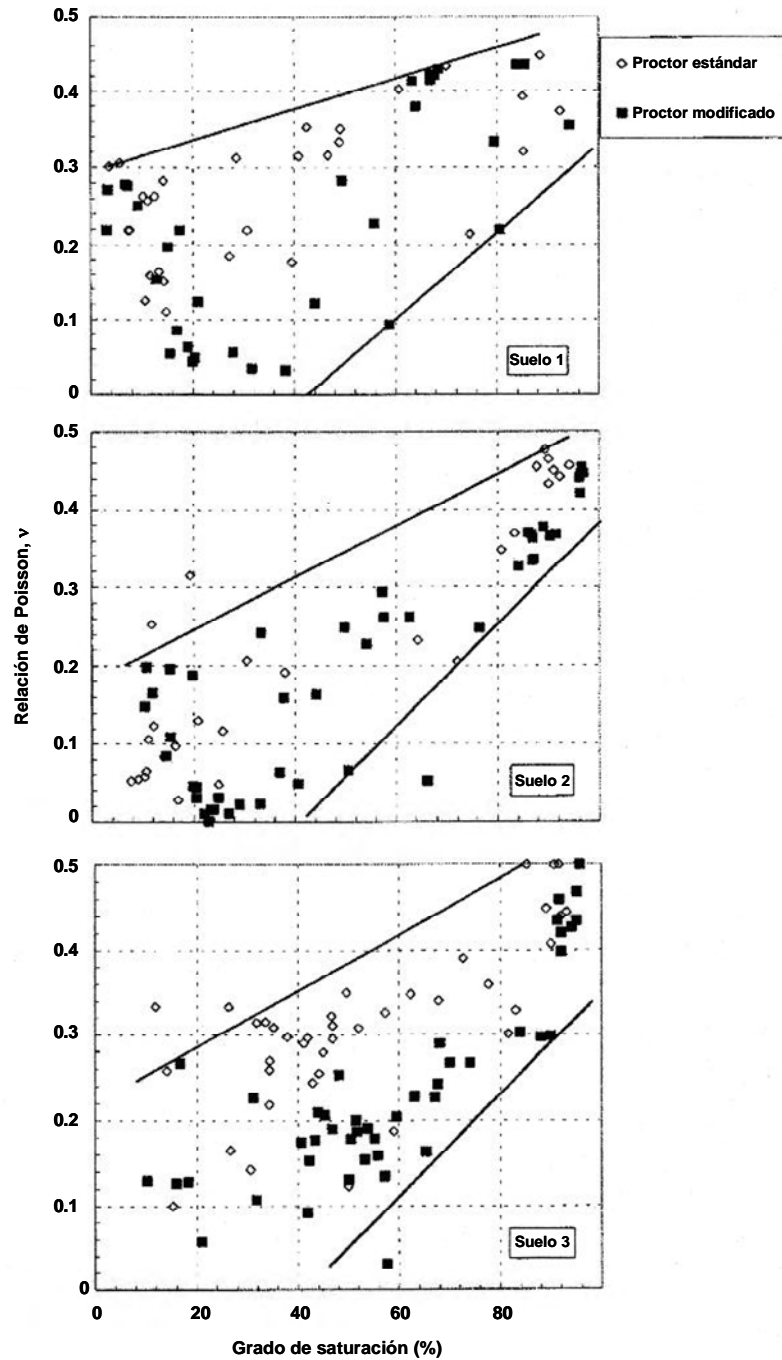 0.5
0.4
0.3
0.2
0.1
0
Proctor estándar
Proctor modificado
Suelo 1
0.5
0.4
0.3
0.2
0.1
0
Suelo 2
Relación de Poisson, ν
0.5
0.4
0.3
0.2
0.1
0
Suelo 3
0 20 40 60 80
Grado de saturación (%)